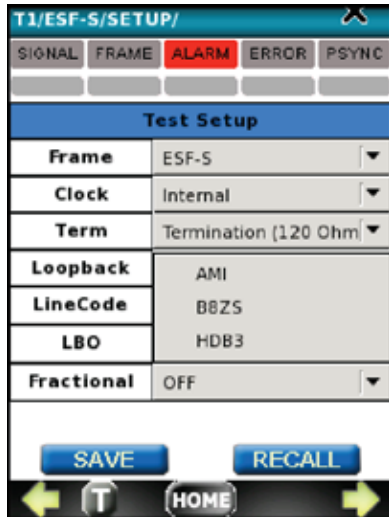 T1/ESF-S/SETUP/
SIGNAL FRAME ALARM ERROR PSYNC
Test Setup
Frame ESF-S
Clock Internal
Term Termination (120 Ohm
Loopback AMI
LineCode B8ZS
LBO HDB3
Fractional OFF
SAVE RECALL
T HOME